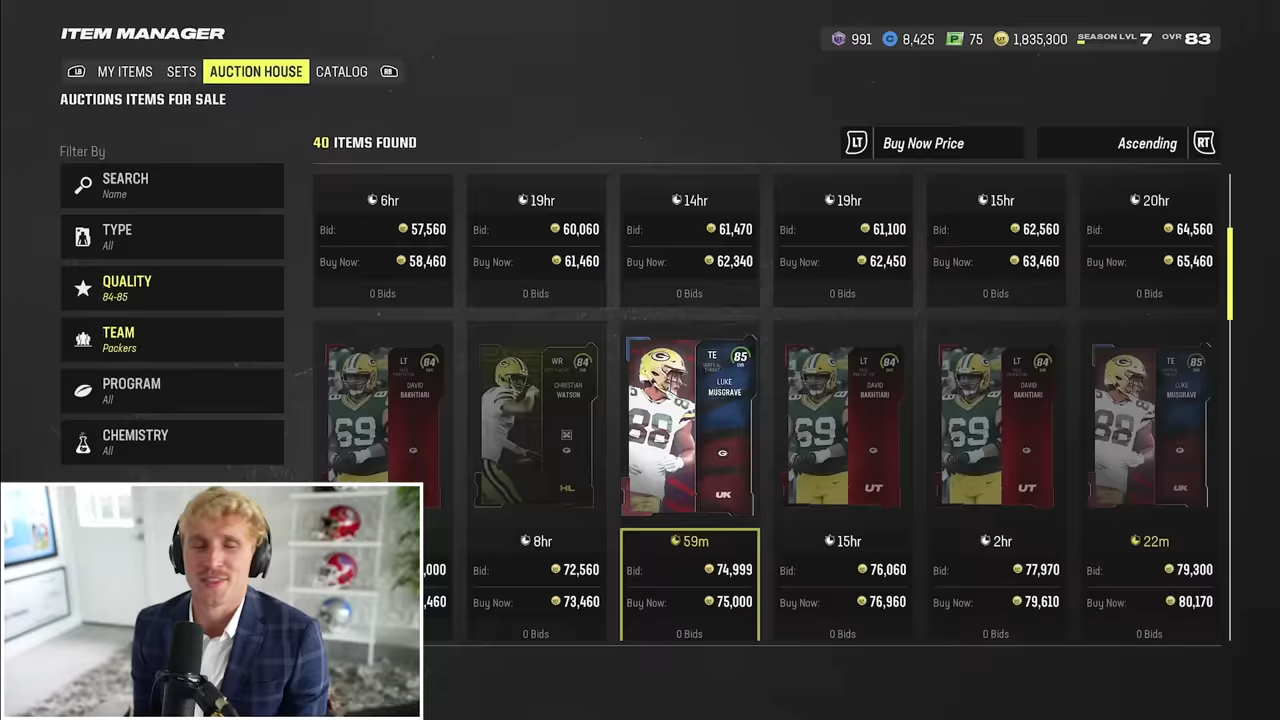 ITEM MANAGER
991 8,425 75 1,835,300 SEASON LVL 7 OVR 83
LB MY ITEMS SETS AUCTION HOUSE CATALOG RB
AUCTIONS ITEMS FOR SALE
Filter By
SEARCH
Name
TYPE
All
QUALITY
84-85
TEAM
Packers
PROGRAM
All
CHEMISTRY
All
40 ITEMS FOUND
LT Buy Now Price Ascending RT
6hr 19hr 14hr 19hr 15hr 20hr
Bid: 57,560 Bid: 60,060 Bid: 61,470 Bid: 61,100 Bid: 62,560 Bid: 64,560
Buy Now: 58,460 Buy Now: 61,460 Buy Now: 62,340 Buy Now: 62,450 Buy Now: 63,460 Buy Now: 65,460
0 Bids 0 Bids 0 Bids 0 Bids 0 Bids 0 Bids
LT 84 WR 84 TE 85 LT 84 LT 84 TE 85
DAVID CHRISTIAN LUKE DAVID DAVID LUKE
BAKHTIARI WATSON MUSGRAVE BAKHTIARI BAKHTIARI MUSGRAVE
HL UK UT UT UK
8hr 59m 15hr 2hr 22m
,000 Bid: 72,560 Bid: 74,999 Bid: 76,060 Bid: 77,970 Bid: 79,300
,460 Buy Now: 73,460 Buy Now: 75,000 Buy Now: 76,960 Buy Now: 79,610 Buy Now: 80,170
0 Bids 0 Bids 0 Bids 0 Bids 0 Bids